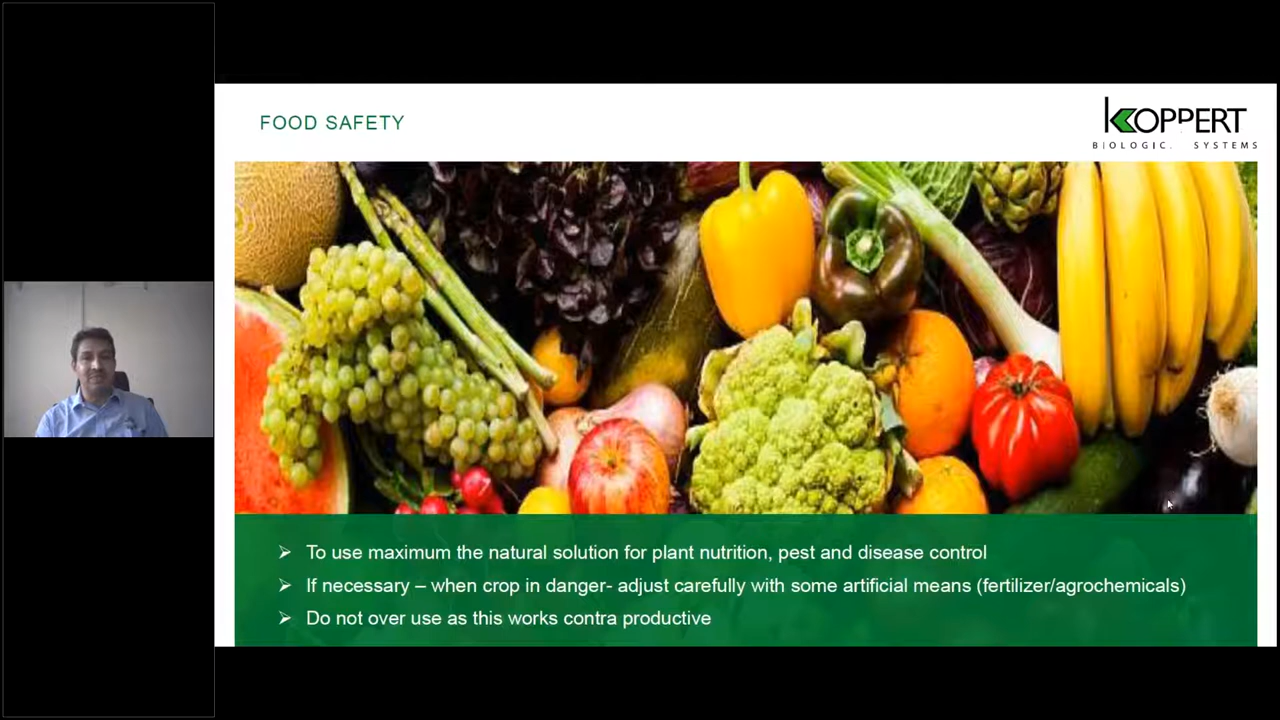 FOOD SAFETY
KOPPERT
BIOLOGIC. SYSTEMS
To use maximum the natural solution for plant nutrition, pest and disease control
If necessary – when crop in danger- adjust carefully with some artificial means (fertilizer/agrochemicals)
Do not over use as this works contra productive